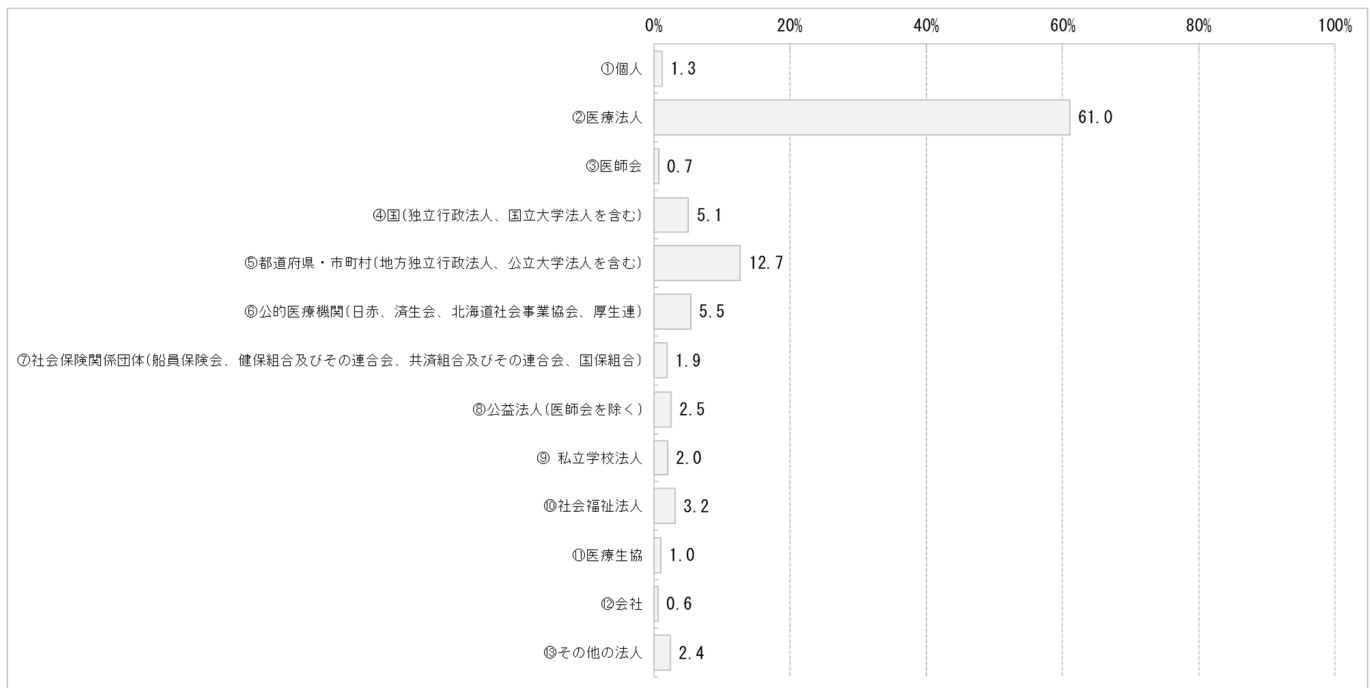 0% 20% 40% 60% 80% 100%
①個人 1.3
②医療法人 61.0
③医師会 0.7
④国(独立行政法人、国立大学法人を含む) 5.1
⑤都道府県・市町村(地方独立行政法人、公立大学法人を含む) 12.7
⑥公的医療機関(日赤、済生会、北海道社会事業協会、厚生連) 5.5
⑦社会保険関係団体(船員保険会、健保組合及びその連合会、共済組合及びその連合会、国保組合) 1.9
⑧公益法人(医師会を除く) 2.5
⑨ 私立学校法人 2.0
⑩社会福祉法人 3.2
⑪医療生協 1.0
⑫会社 0.6
⑬その他の法人 2.4